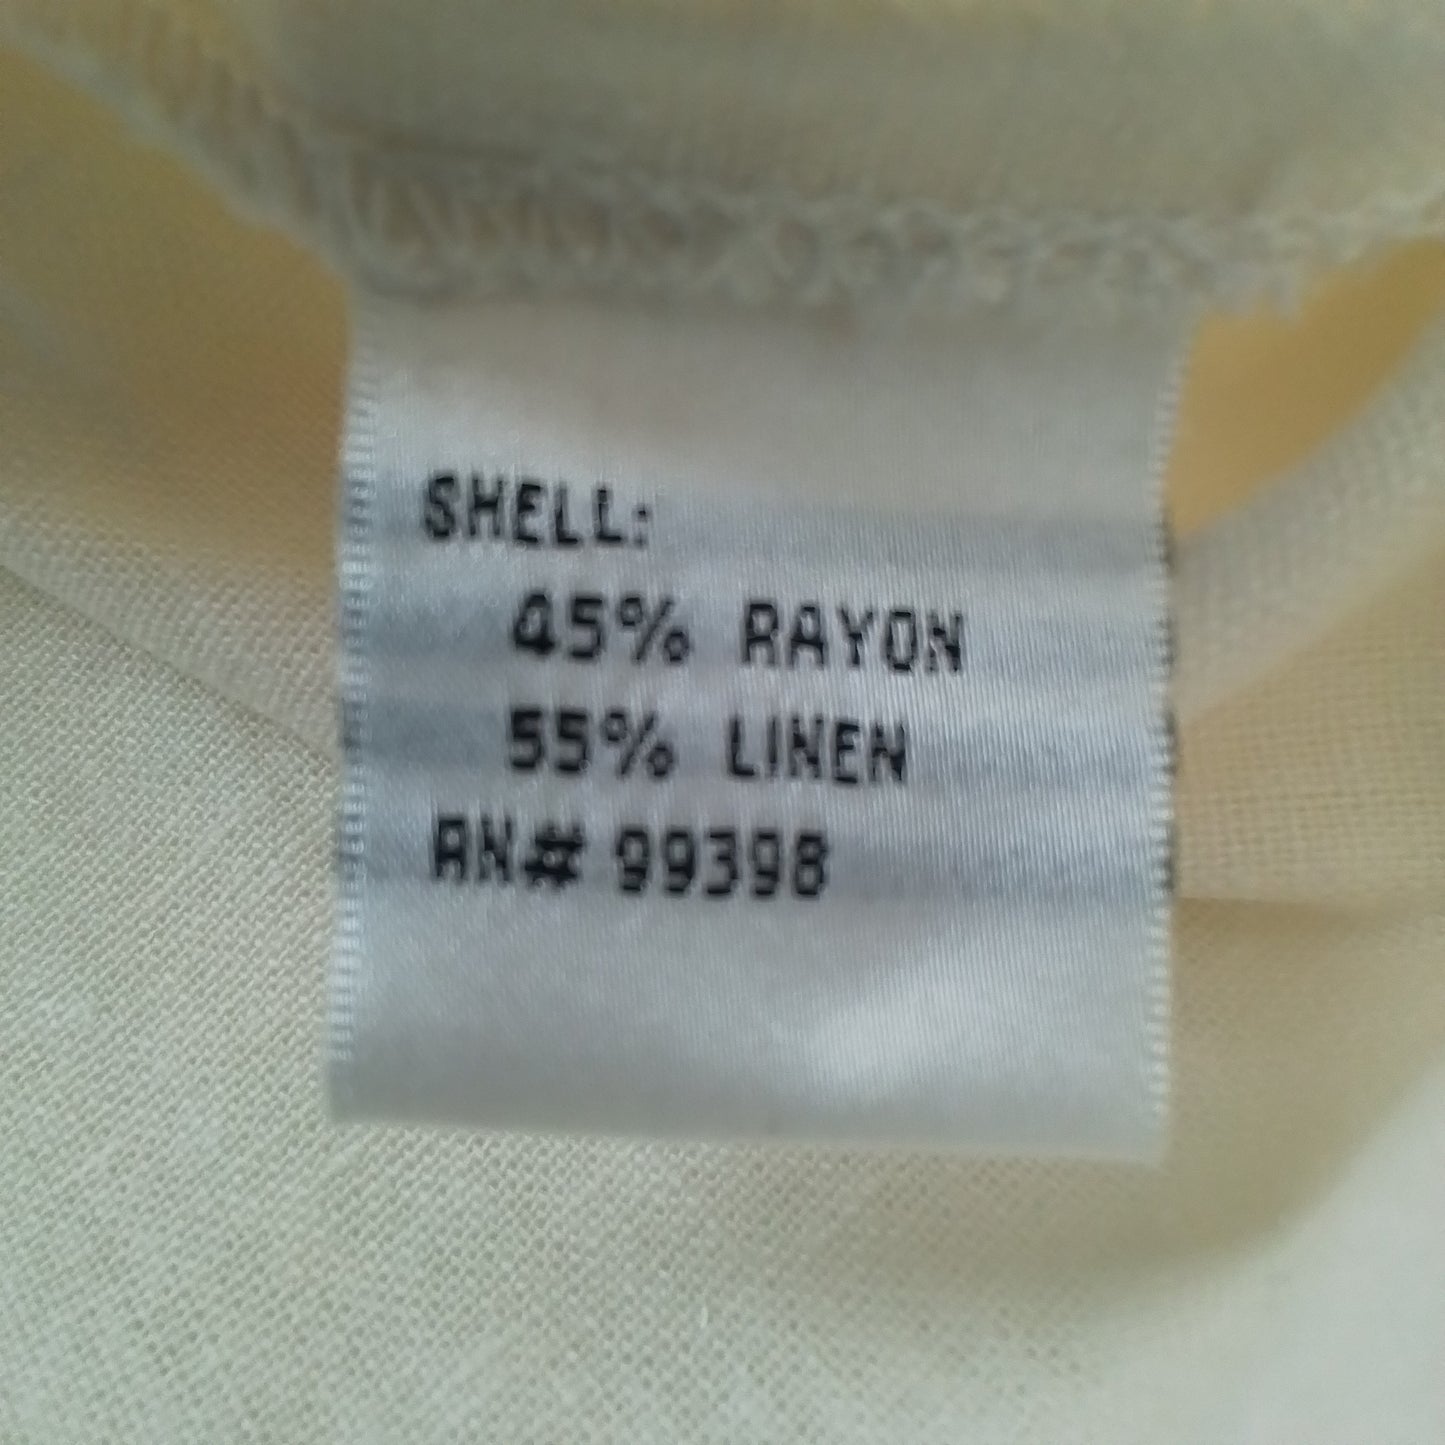 SHELL:
45% RAYON
55% LINEN
RN# 99398